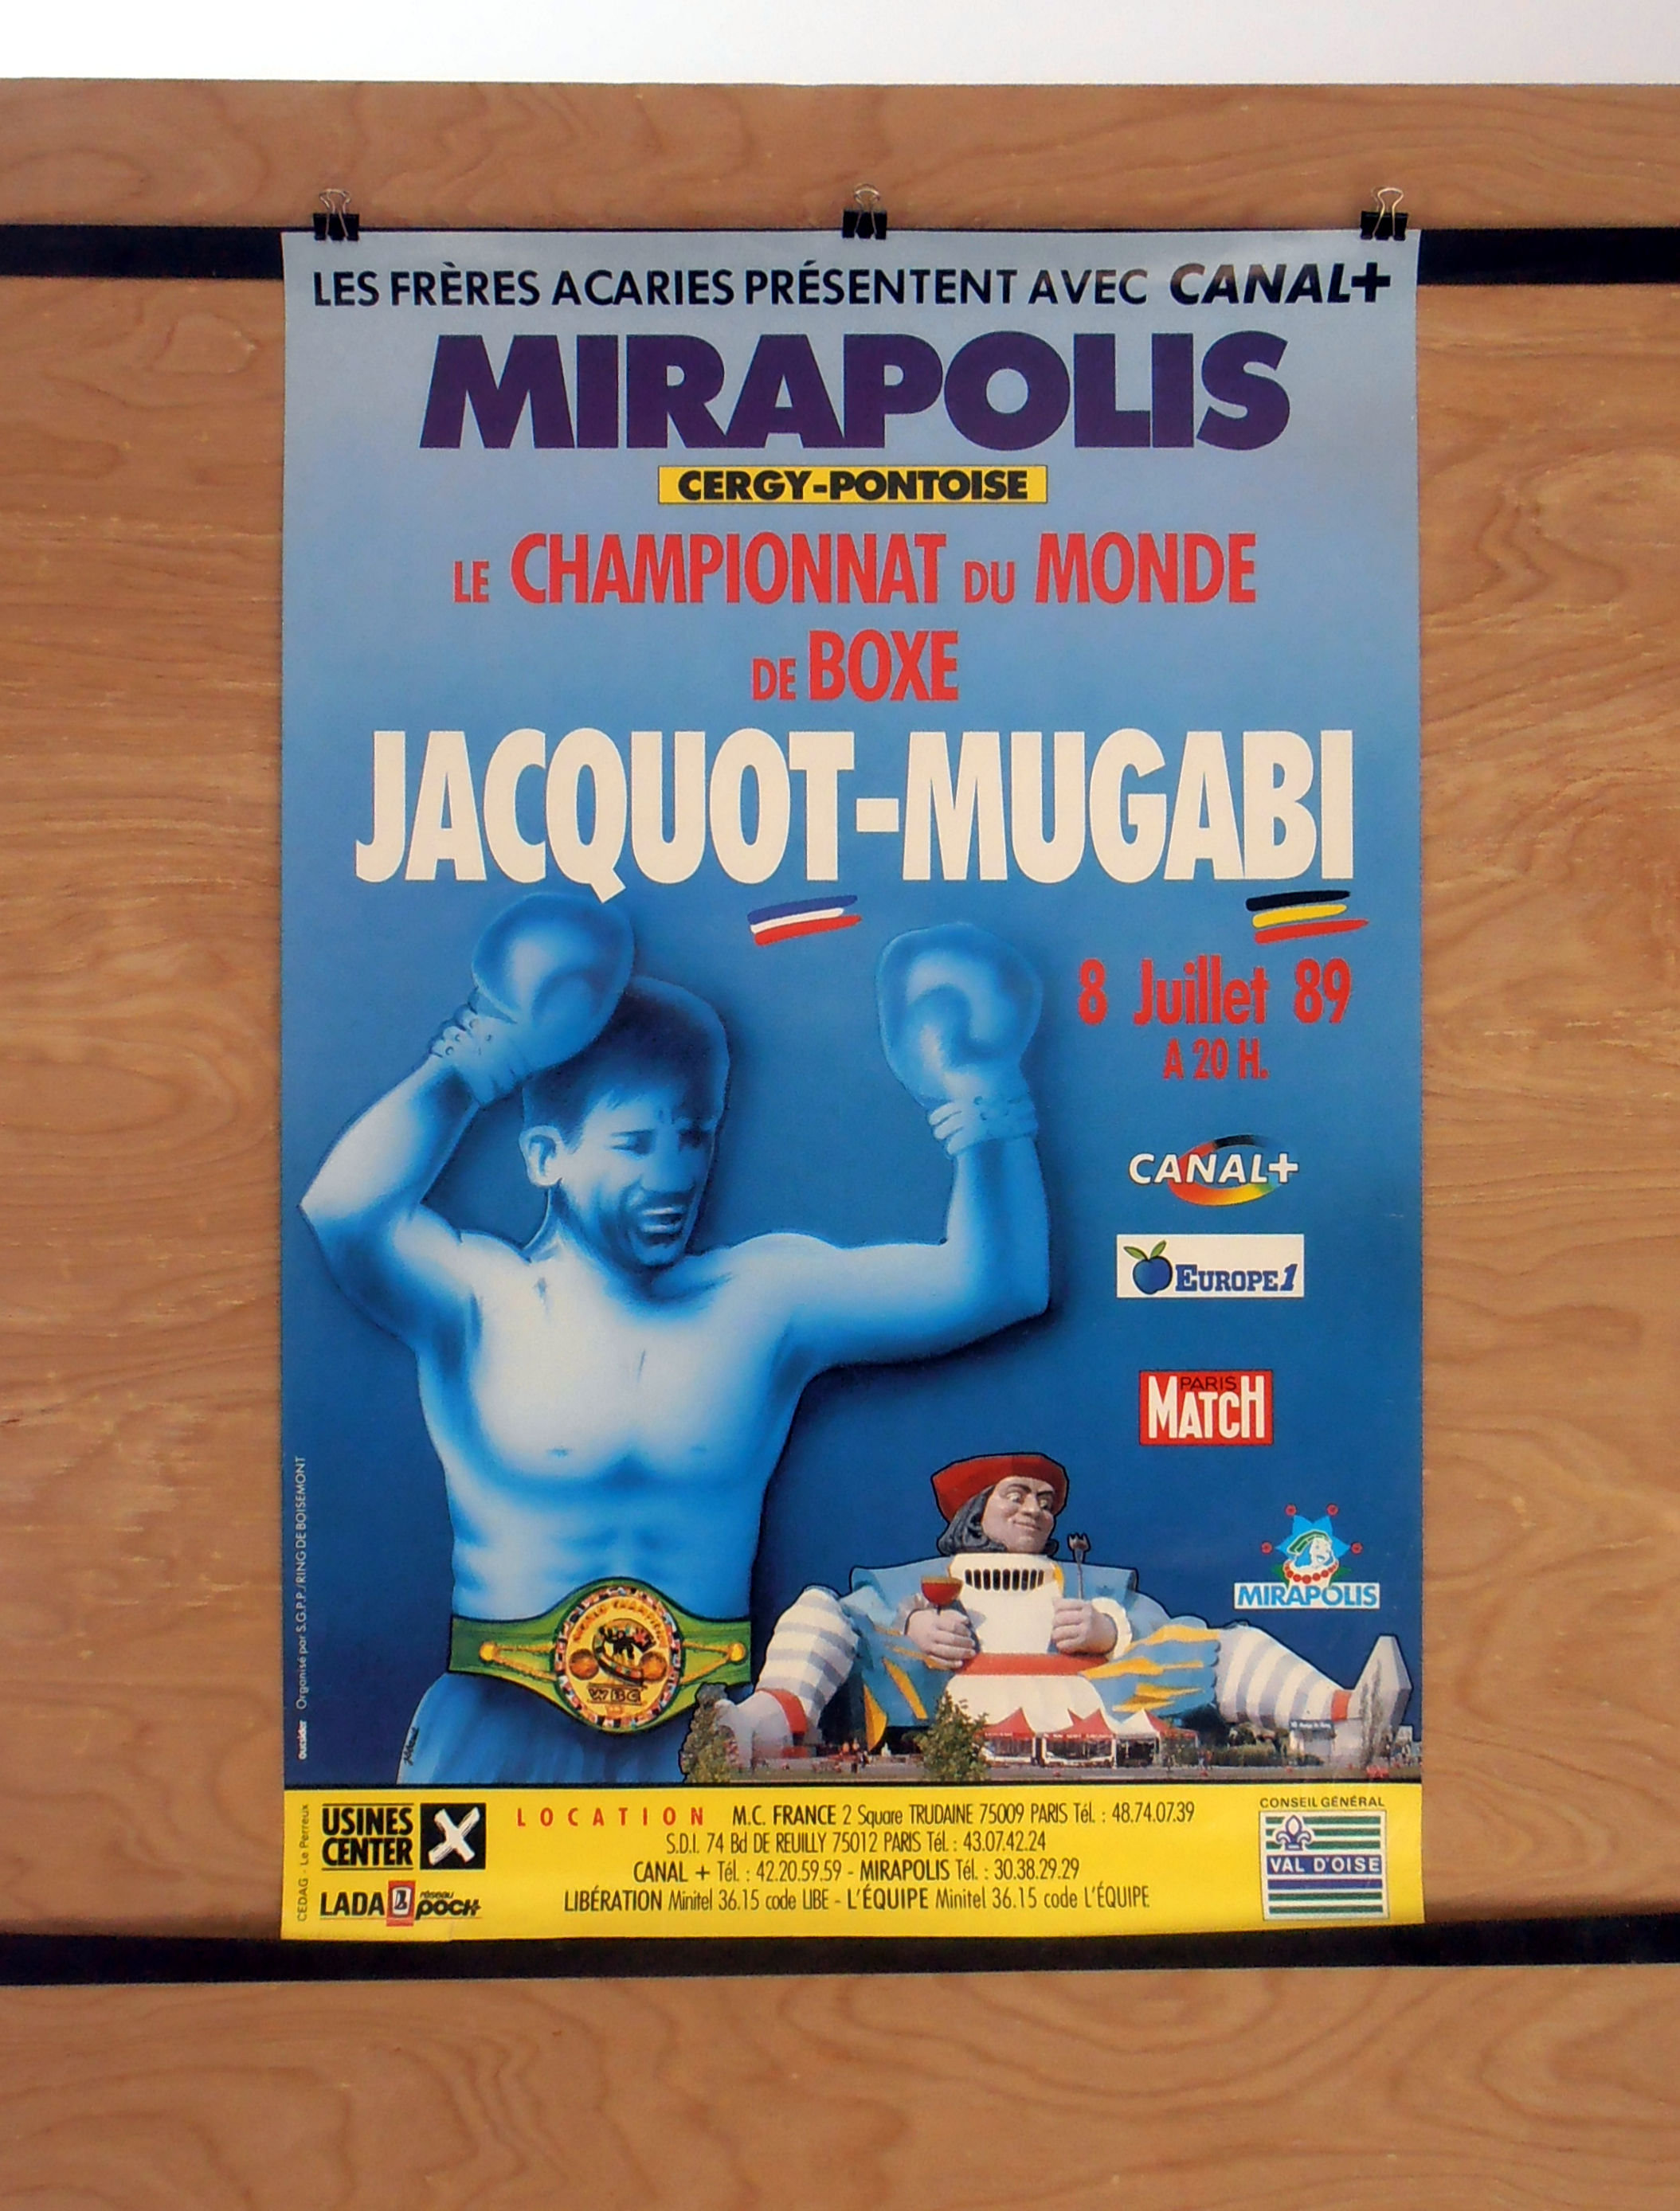 LES FRÈRES ACARIES PRÉSENTENT AVEC CANAL+
MIRAPOLIS
CERGY-PONTOISE
LE CHAMPIONNAT DU MONDE
DE BOXE
JACQUOT-MUGABI
8 Juillet 89
A 20 H.
CANAL+
EUROPE 1
PARIS
MATCH
MIRAPOLIS
WBC
outsider Organisé par S.G.P.P./RING DE BOISEMONT
CEDAG - Le Perreux
USINES
CENTER
LADA réseau
POCH
LOCATION M.C. FRANCE 2 Square TRUDAINE 75009 PARIS Tél. : 48.74.07.39
S.D.I. 74 Bd DE REUILLY 75012 PARIS Tél. : 43.07.42.24
CANAL + Tél. : 42.20.59.59 - MIRAPOLIS Tél. : 30.38.29.29
LIBÉRATION Minitel 36.15 code LIBE - L'ÉQUIPE Minitel 36.15 code L'ÉQUIPE
CONSEIL GÉNÉRAL
VAL D'OISE